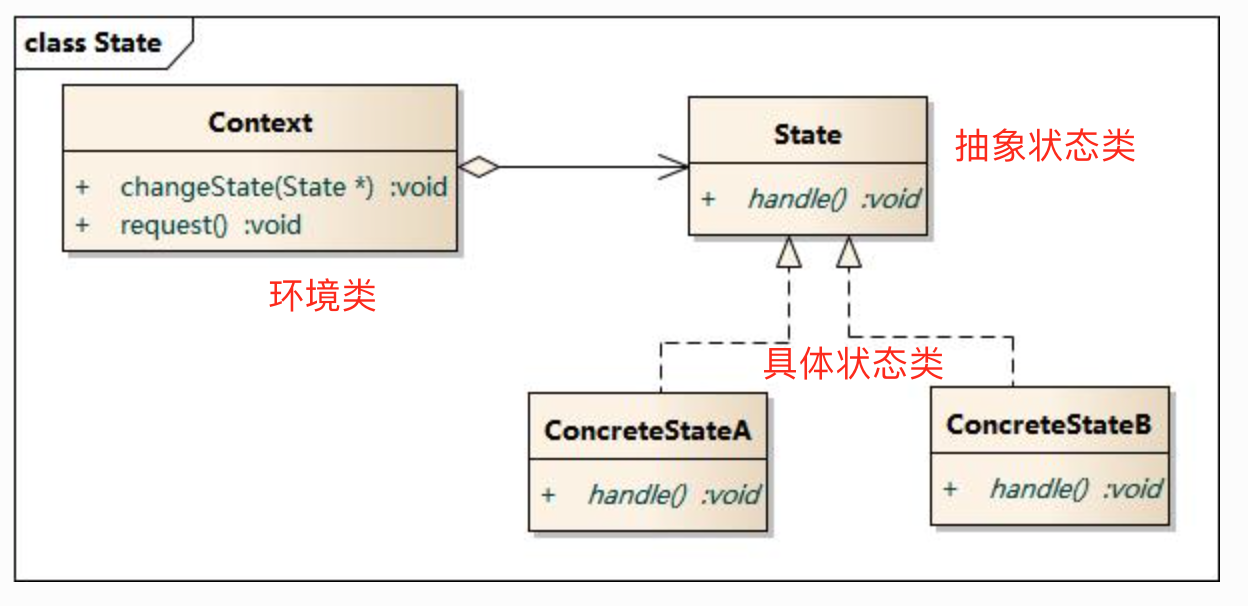 class State
Context
+ changeState(State *) :void
+ request() :void
环境类
State
+ handle() :void
抽象状态类
具体状态类
ConcreteStateA
+ handle() :void
ConcreteStateB
+ handle() :void